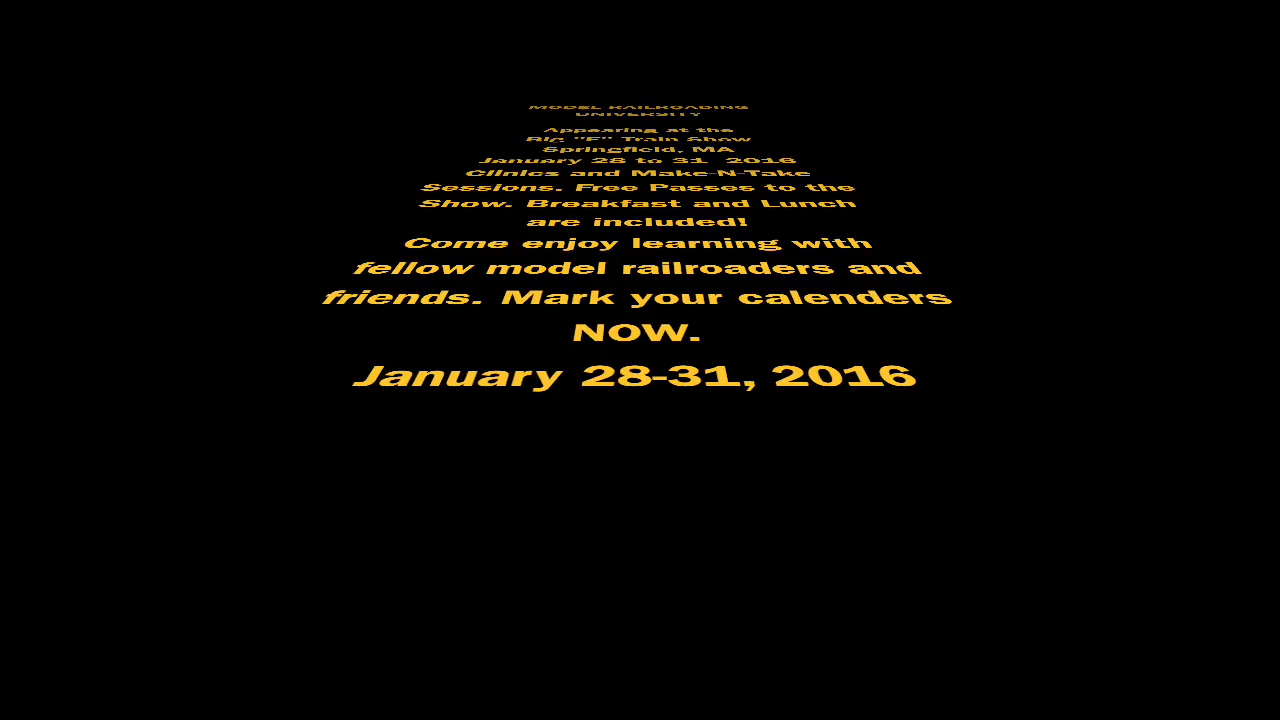 MODEL RAILROADING
UNIVERSITY
Appearing at the
Big "E" Train Show
Springfield, MA
January 28 to 31 2016
Clinics and Make-N-Take
Sessions. Free Passes to the
Show. Breakfast and Lunch
are included!
Come enjoy learning with
fellow model railroaders and
friends. Mark your calenders
NOW.
January 28-31, 2016